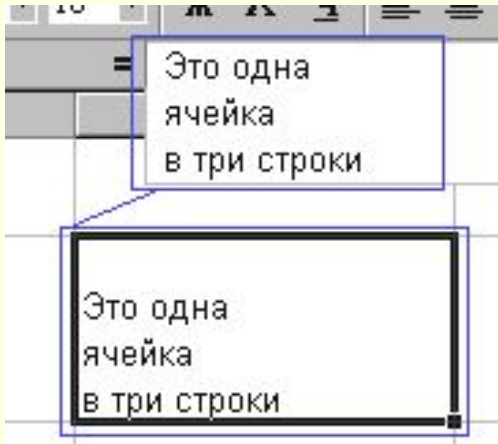 =
Это одна
ячейка
в три строки
Это одна
ячейка
в три строки